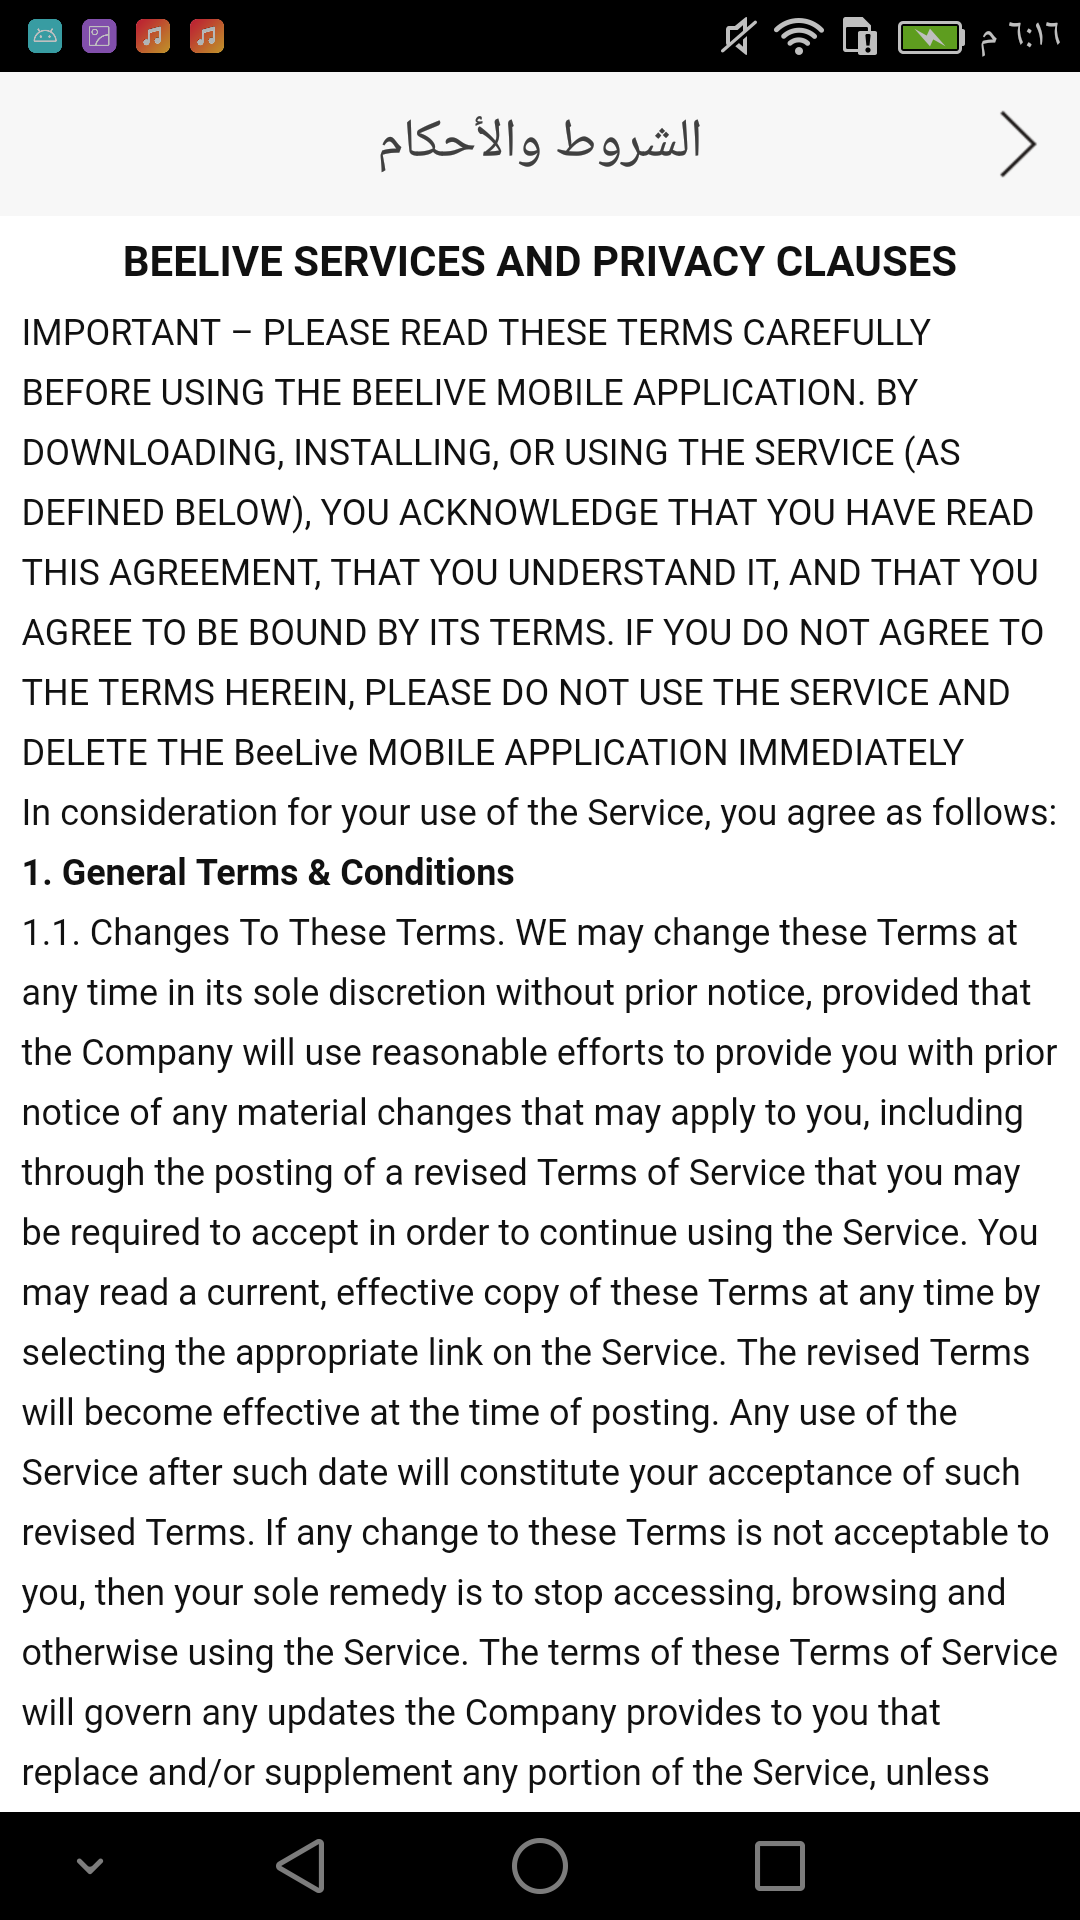 ٦:١٦ م
الشروط والأحكام
BEELIVE SERVICES AND PRIVACY CLAUSES
IMPORTANT – PLEASE READ THESE TERMS CAREFULLY
BEFORE USING THE BEELIVE MOBILE APPLICATION. BY
DOWNLOADING, INSTALLING, OR USING THE SERVICE (AS
DEFINED BELOW), YOU ACKNOWLEDGE THAT YOU HAVE READ
THIS AGREEMENT, THAT YOU UNDERSTAND IT, AND THAT YOU
AGREE TO BE BOUND BY ITS TERMS. IF YOU DO NOT AGREE TO
THE TERMS HEREIN, PLEASE DO NOT USE THE SERVICE AND
DELETE THE BeeLive MOBILE APPLICATION IMMEDIATELY
In consideration for your use of the Service, you agree as follows:
1. General Terms & Conditions
1.1. Changes To These Terms. WE may change these Terms at
any time in its sole discretion without prior notice, provided that
the Company will use reasonable efforts to provide you with prior
notice of any material changes that may apply to you, including
through the posting of a revised Terms of Service that you may
be required to accept in order to continue using the Service. You
may read a current, effective copy of these Terms at any time by
selecting the appropriate link on the Service. The revised Terms
will become effective at the time of posting. Any use of the
Service after such date will constitute your acceptance of such
revised Terms. If any change to these Terms is not acceptable to
you, then your sole remedy is to stop accessing, browsing and
otherwise using the Service. The terms of these Terms of Service
will govern any updates the Company provides to you that
replace and/or supplement any portion of the Service, unless